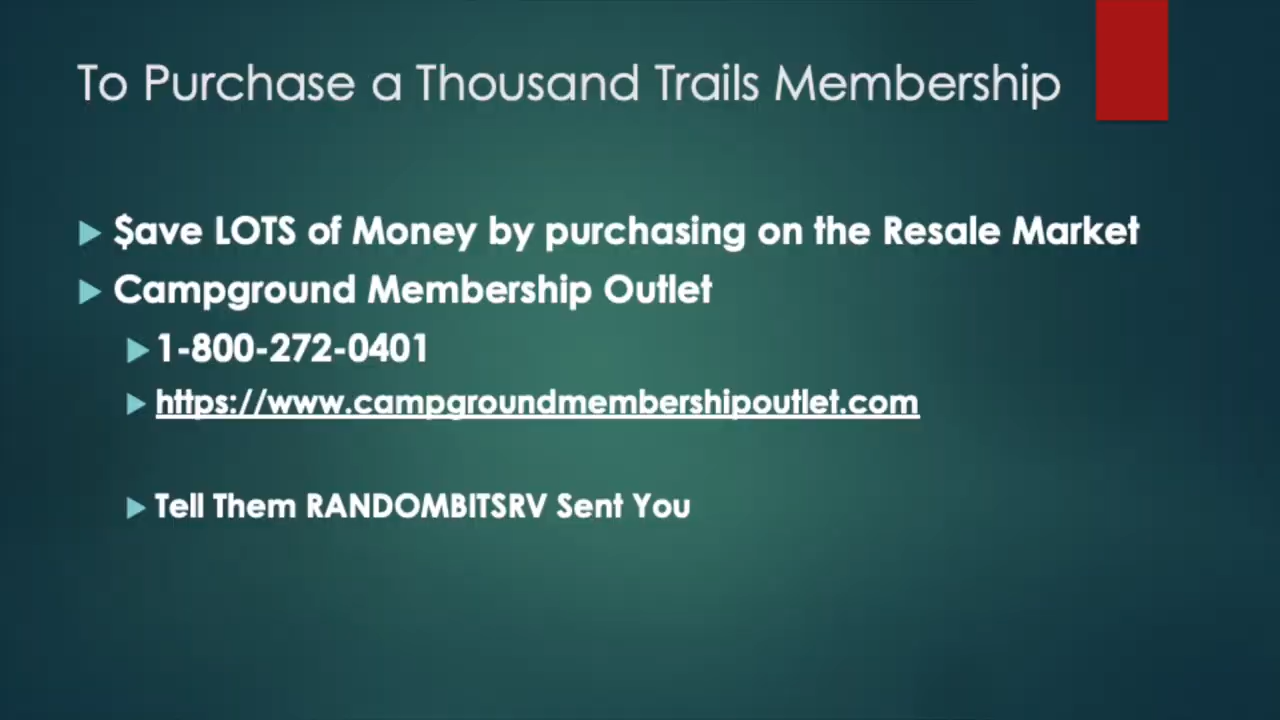 To Purchase a Thousand Trails Membership
$ave LOTS of Money by purchasing on the Resale Market
Campground Membership Outlet
1-800-272-0401
https://www.campgroundmembershipoutlet.com
Tell Them RANDOMBITSRV Sent You